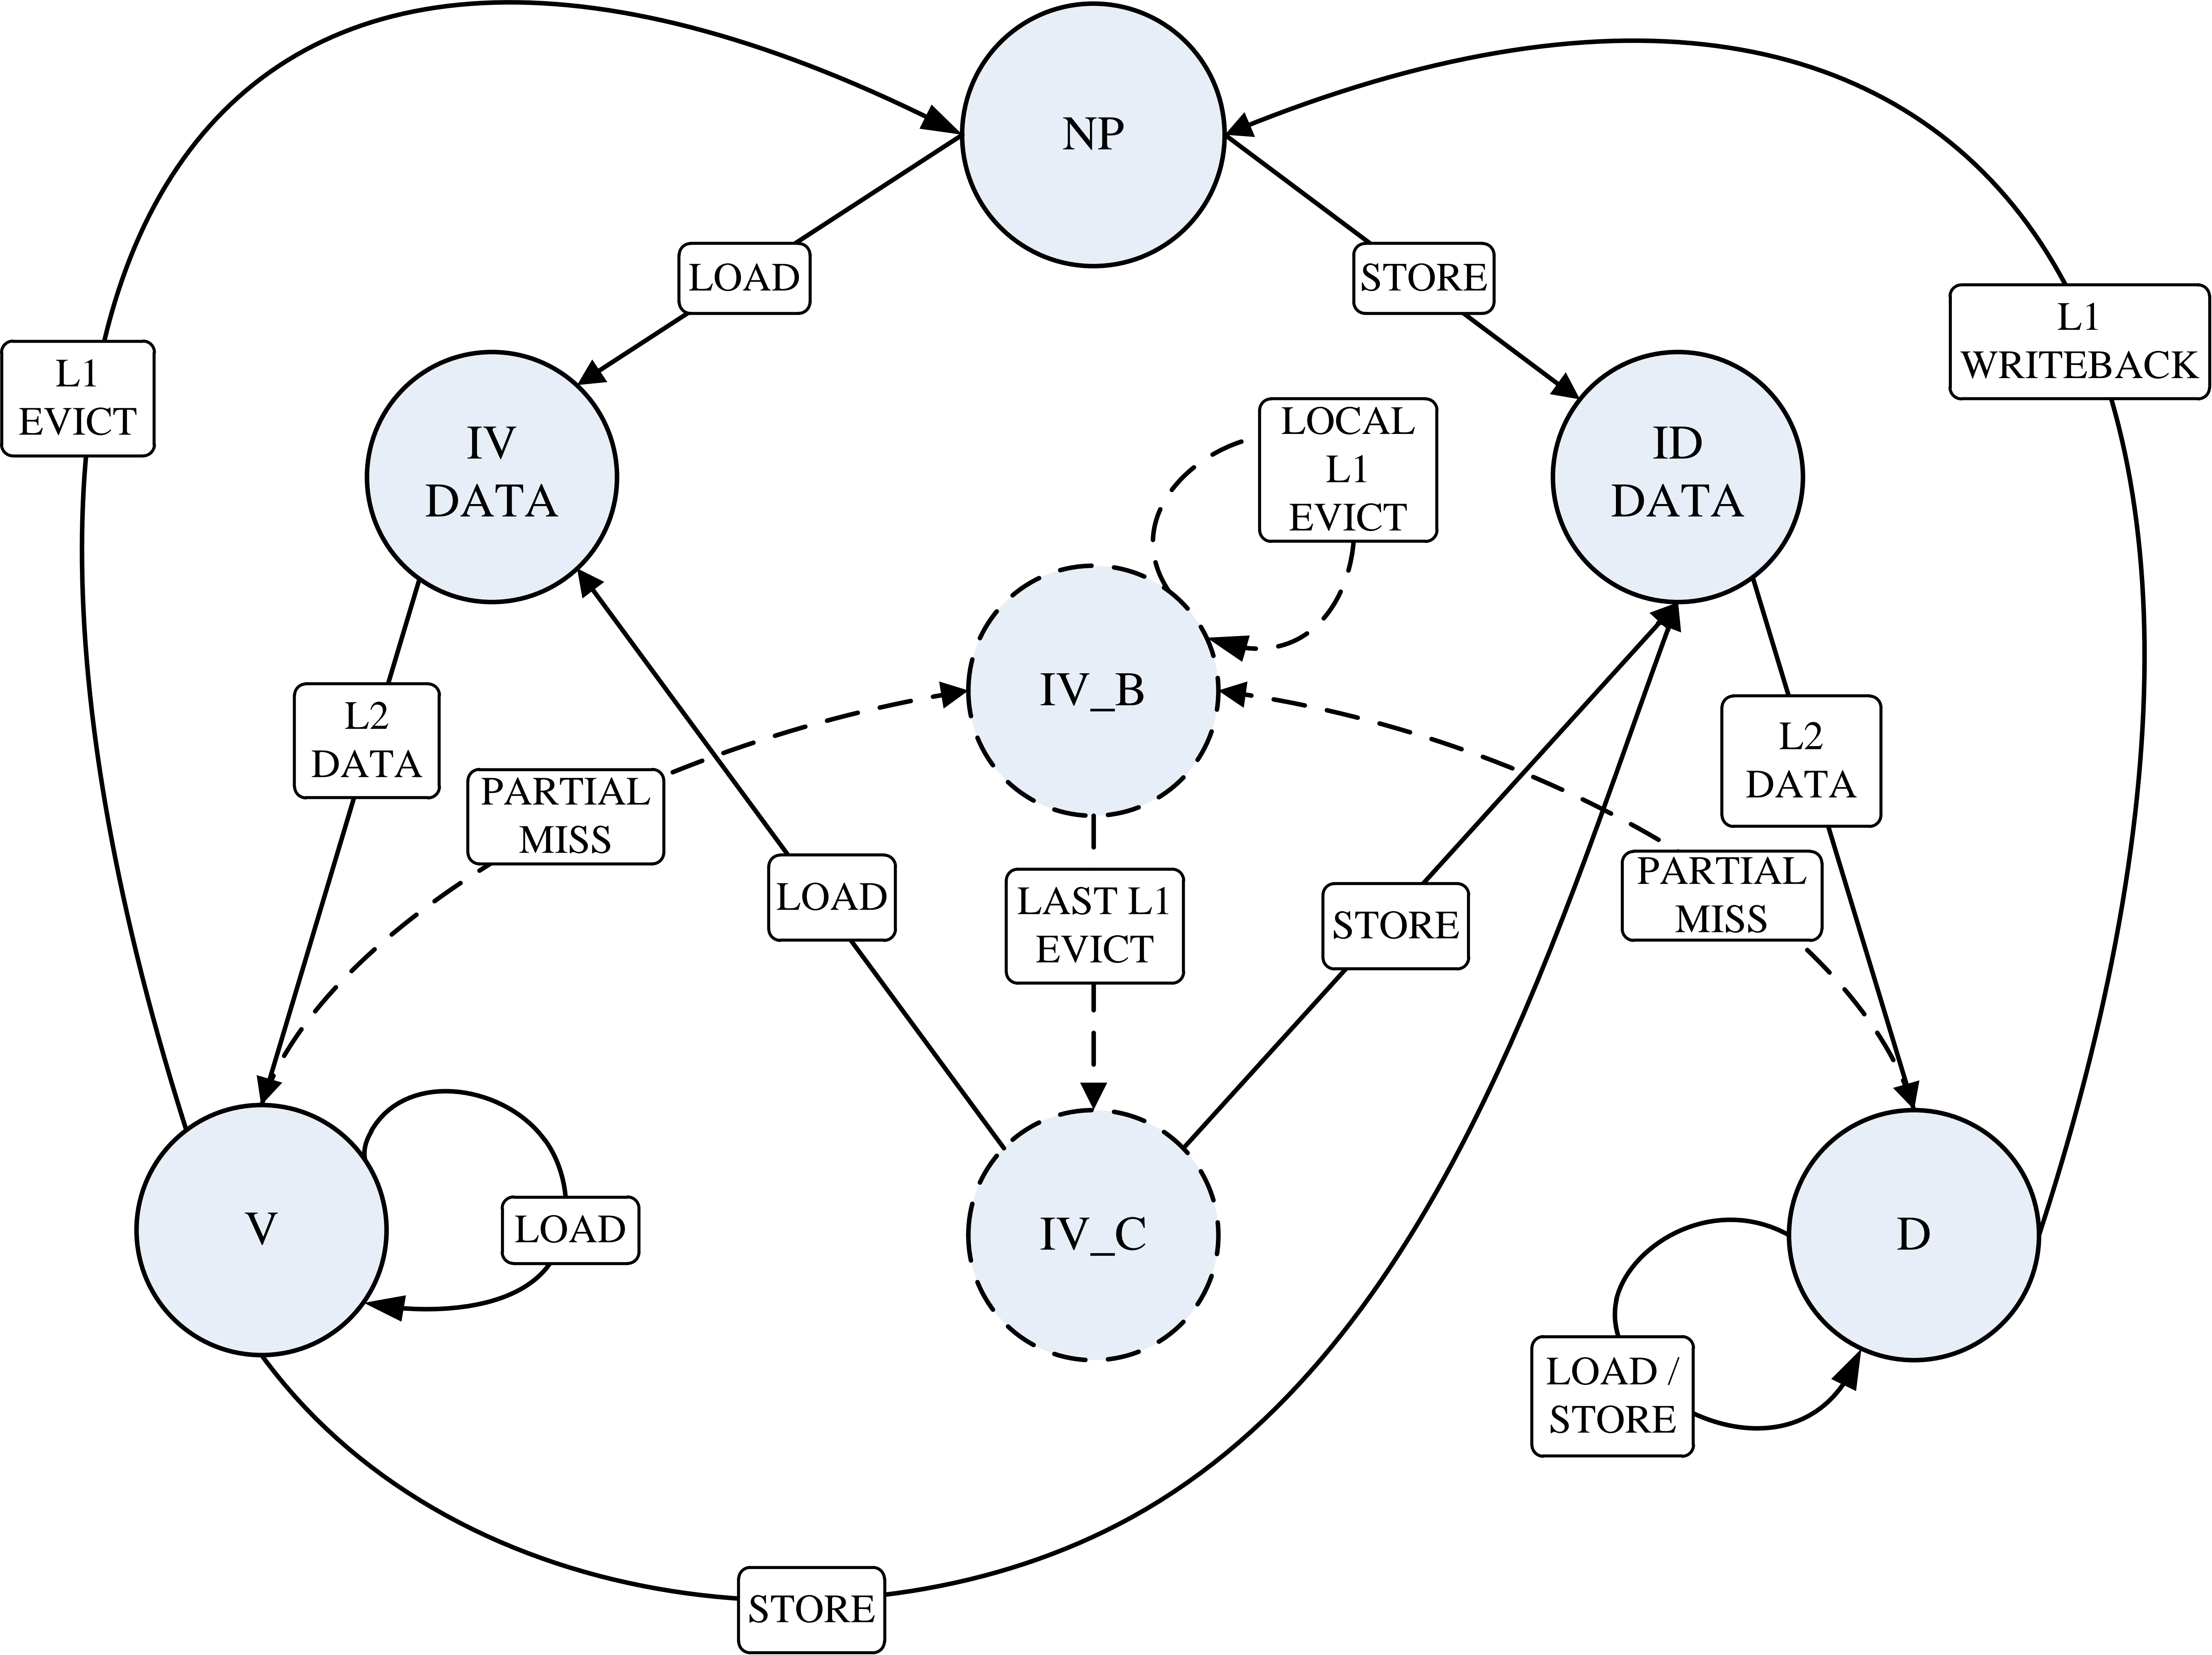 NP
LOAD
STORE
L1
WRITEBACK
L1
EVICT
LOCAL
L1
EVICT
IV
DATA
ID
DATA
IV_B
L2
DATA
L2
DATA
PARTIAL
MISS
PARTIAL
MISS
LOAD
LAST L1
EVICT
STORE
V
LOAD
IV_C
D
LOAD /
STORE
STORE